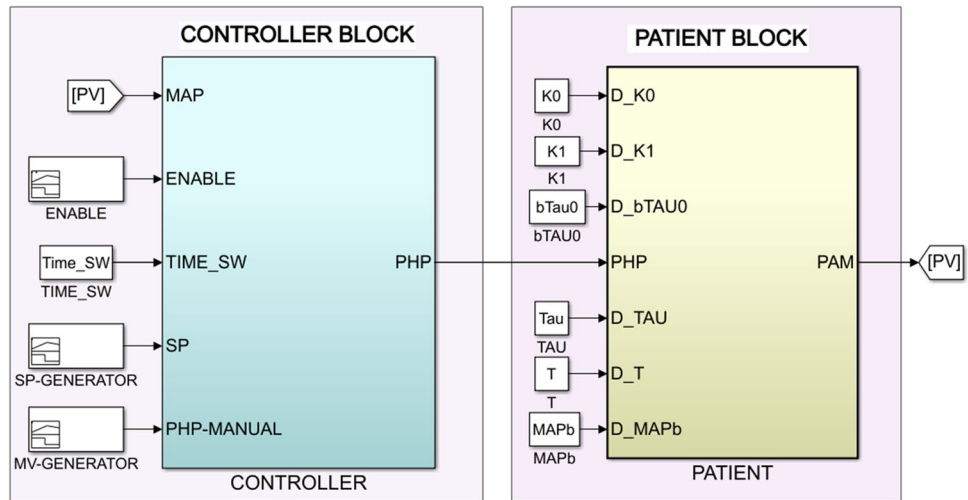 CONTROLLER BLOCK
[PV]
MAP
ENABLE
ENABLE
Time_SW
TIME_SW
TIME_SW
PHP
SP
SP-GENERATOR
PHP-MANUAL
MV-GENERATOR
CONTROLLER
PATIENT BLOCK
K0
D_K0
K0
K1
D_K1
K1
bTau0
D_bTAU0
bTAU0
PHP
PAM
[PV]
Tau
D_TAU
TAU
T
D_T
T
MAPb
D_MAPb
MAPb
PATIENT